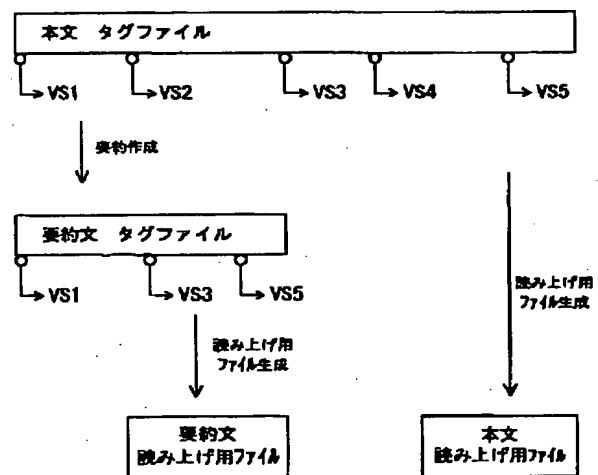 本文 タグファイル
VS1 VS2 VS3 VS4 VS5
要約作成
要約文 タグファイル
VS1 VS3 VS5
読み上げ用
ファイル生成
読み上げ用
ファイル生成
要約文
読み上げ用ファイル
本文
読み上げ用ファイル